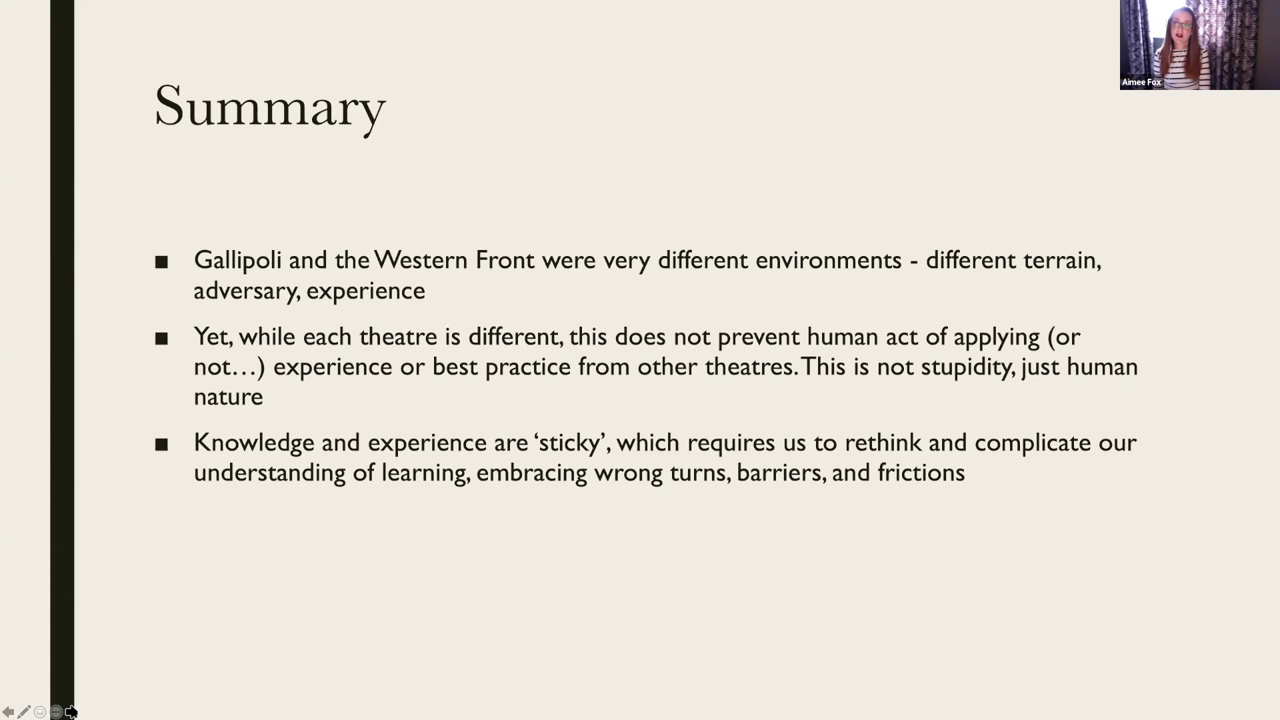 Aimee Fox
Summary
■ Gallipoli and the Western Front were very different environments - different terrain,
adversary, experience
■ Yet, while each theatre is different, this does not prevent human act of applying (or
not…) experience or best practice from other theatres. This is not stupidity, just human
nature
■ Knowledge and experience are ‘sticky’, which requires us to rethink and complicate our
understanding of learning, embracing wrong turns, barriers, and frictions